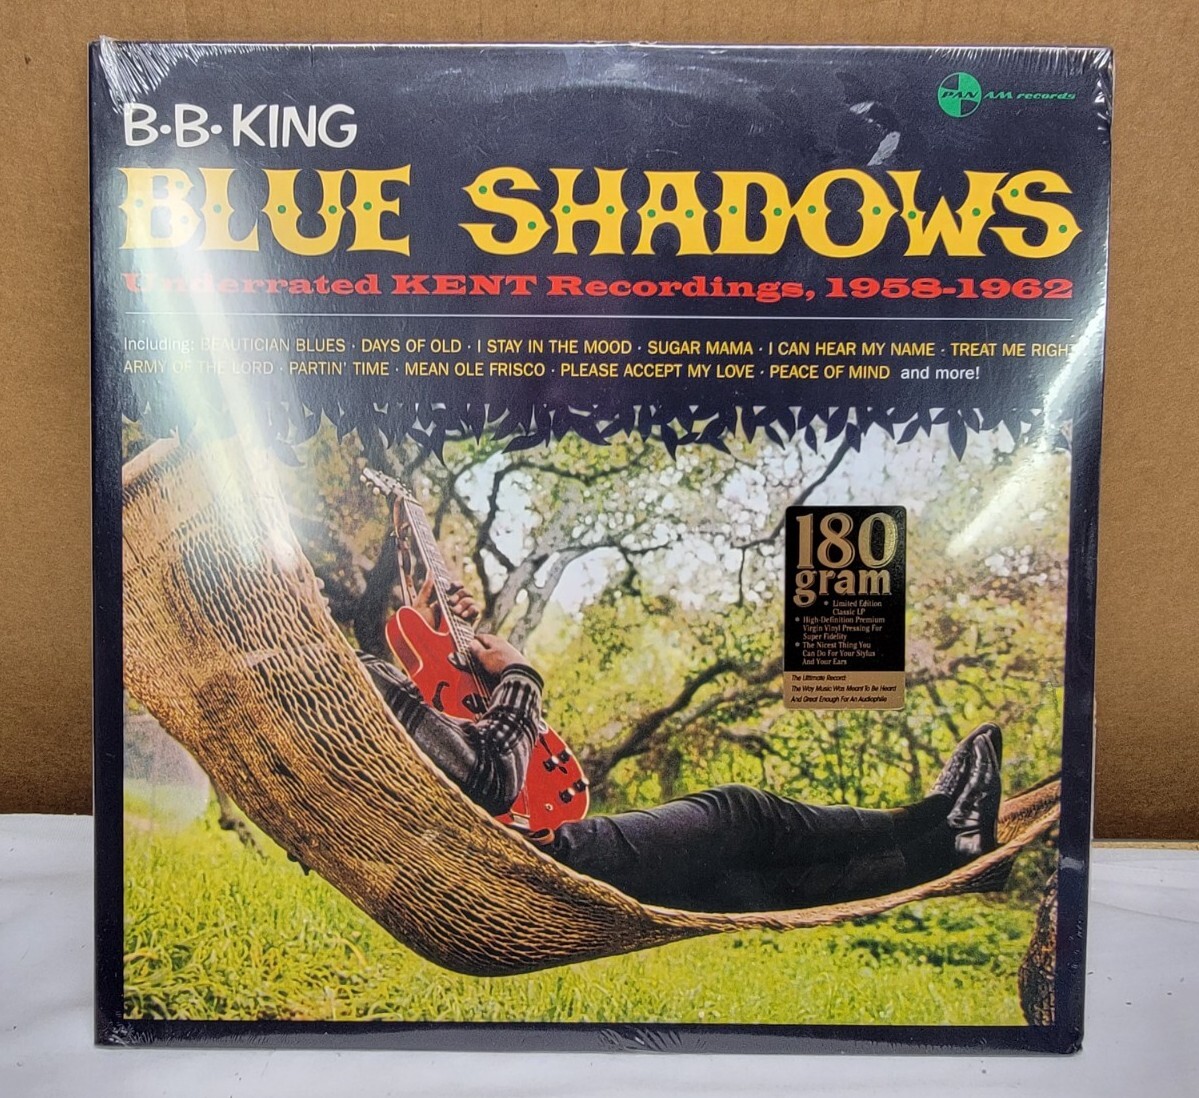 PAN AM records
B·B·KING
BLUE SHADOWS
Underrated KENT Recordings, 1958-1962
Including: BEAUTICIAN BLUES · DAYS OF OLD · I STAY IN THE MOOD · SUGAR MAMA · I CAN HEAR MY NAME · TREAT ME RIGHT
ARMY OF THE LORD · PARTIN' TIME · MEAN OLE FRISCO · PLEASE ACCEPT MY LOVE · PEACE OF MIND and more!
180
gram
• Limited Edition
Classic LP
• High-Definition Premium
Virgin Vinyl Pressing For
Super Fidelity
• The Nicest Thing You
Can Do For Your Stylus
And Your Ears
The Ultimate Record:
The Way Music Was Meant To Be Heard
And Great Enough For An Audiophile